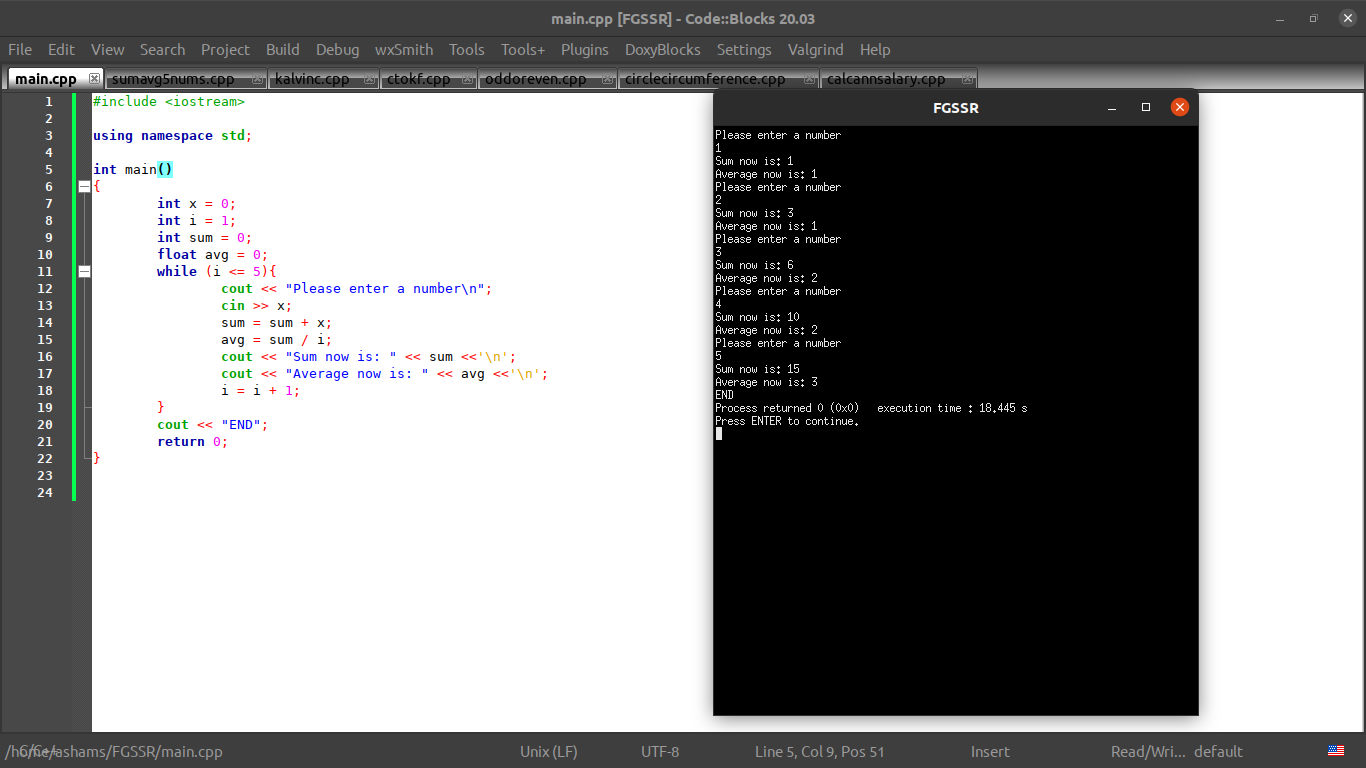 main.cpp [FGSSR] - Code::Blocks 20.03
File Edit View Search Project Build Debug wxSmith Tools Tools+ Plugins DoxyBlocks Settings Valgrind Help
main.cpp sumavg5nums.cpp kalvinc.cpp ctokf.cpp oddoreven.cpp circlecircumference.cpp calcannsalary.cpp
1 #include <iostream>
2
3 using namespace std;
4
5 int main()
6 {
7 int x = 0;
8 int i = 1;
9 int sum = 0;
10 float avg = 0;
11 while (i <= 5){
12 cout << "Please enter a number\n";
13 cin >> x;
14 sum = sum + x;
15 avg = sum / i;
16 cout << "Sum now is: " << sum <<'\n';
17 cout << "Average now is: " << avg <<'\n';
18 i = i + 1;
19 }
20 cout << "END";
21 return 0;
22 }
23
24
FGSSR
Please enter a number
1
Sum now is: 1
Average now is: 1
Please enter a number
2
Sum now is: 3
Average now is: 1
Please enter a number
3
Sum now is: 6
Average now is: 2
Please enter a number
4
Sum now is: 10
Average now is: 2
Please enter a number
5
Sum now is: 15
Average now is: 3
END
Process returned 0 (0x0) execution time : 18.445 s
Press ENTER to continue.
/home/ashams/FGSSR/main.cpp C/C++ Unix (LF) UTF-8 Line 5, Col 9, Pos 51 Insert Read/Wri... default